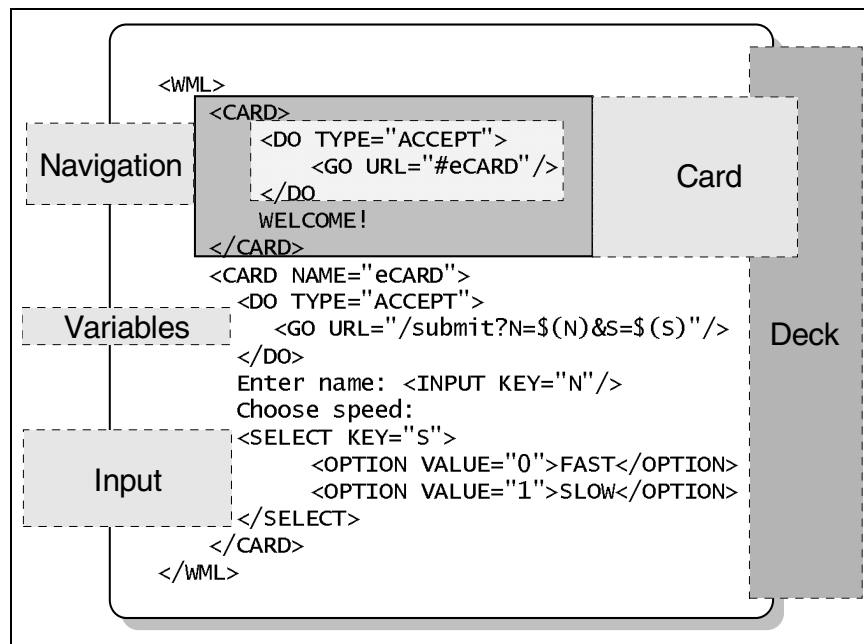 <WML>
<CARD>
<DO TYPE="ACCEPT">
Navigation
<GO URL="#eCARD"/>
Card
</DO
WELCOME!
</CARD>
<CARD NAME="eCARD">
<DO TYPE="ACCEPT">
Variables
<GO URL="/submit?N=$(N)&S=$(S)"/>
Deck
</DO>
Enter name: <INPUT KEY="N"/>
Choose speed:
<SELECT KEY="S">
<OPTION VALUE="0">FAST</OPTION>
Input
<OPTION VALUE="1">SLOW</OPTION>
</SELECT>
</CARD>
</WML>